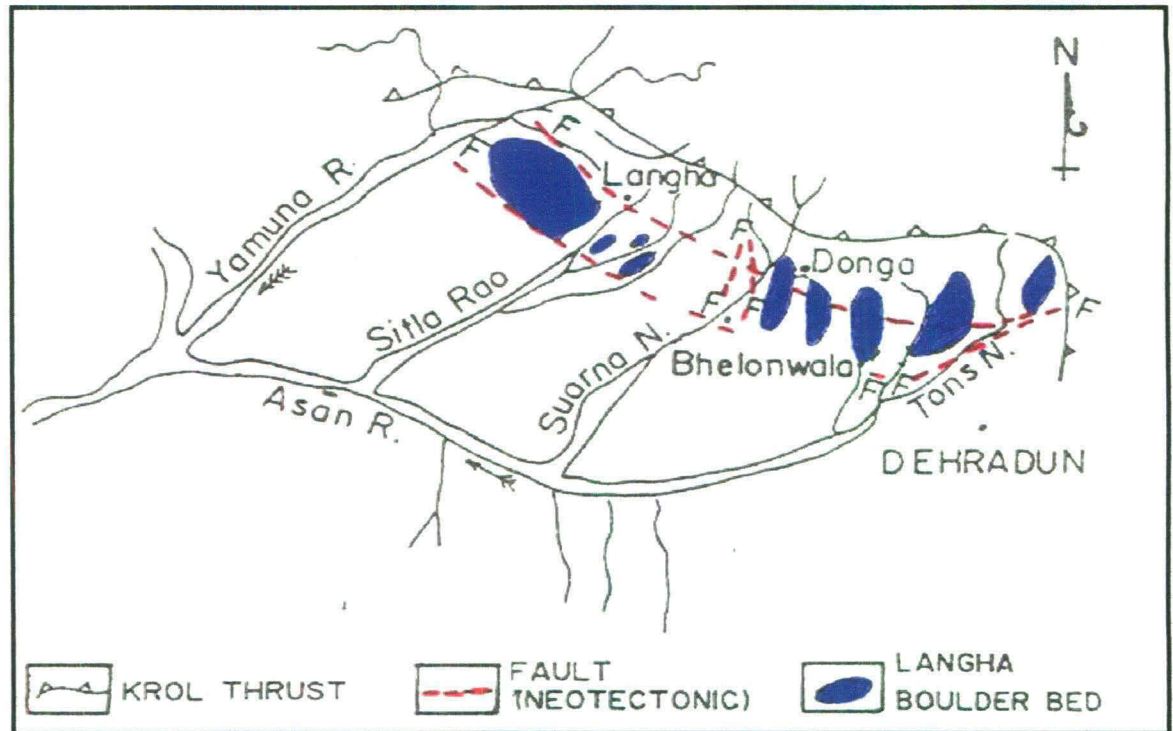 N
F
F
Langha
Yamuna R.
F
Donga
F
Sitla Rao
F
F
Suarna N.
Bhelonwala
F
F
Tons N.
Asan R.
DEHRADUN
KROL THRUST
FAULT
(NEOTECTONIC)
LANGHA
BOULDER BED